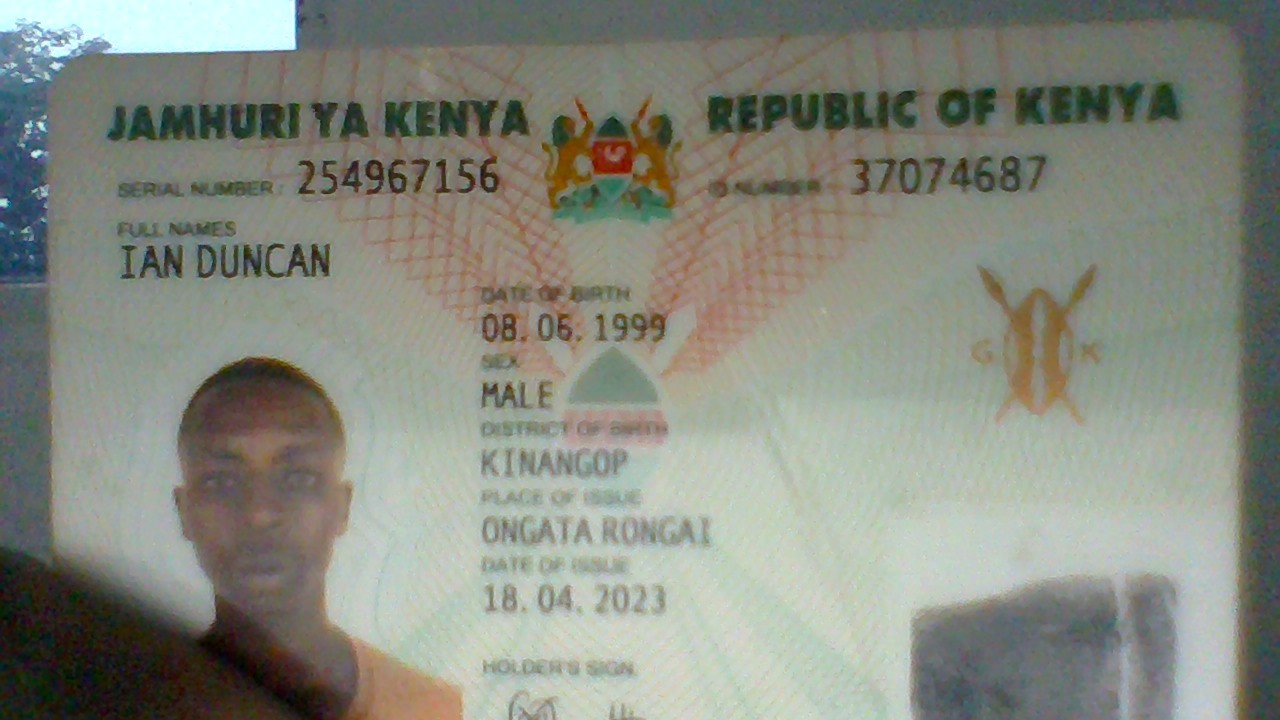 JAMHURI YA KENYA
REPUBLIC OF KENYA
SERIAL NUMBER: 254967156
ID NUMBER 37074687
FULL NAMES
IAN DUNCAN
DATE OF BIRTH
08. 06. 1999
SEX
MALE
DISTRICT OF BIRTH
KINANGOP
PLACE OF ISSUE
ONGATA RONGAI
DATE OF ISSUE
18. 04. 2023
HOLDER'S SIGN.
G K